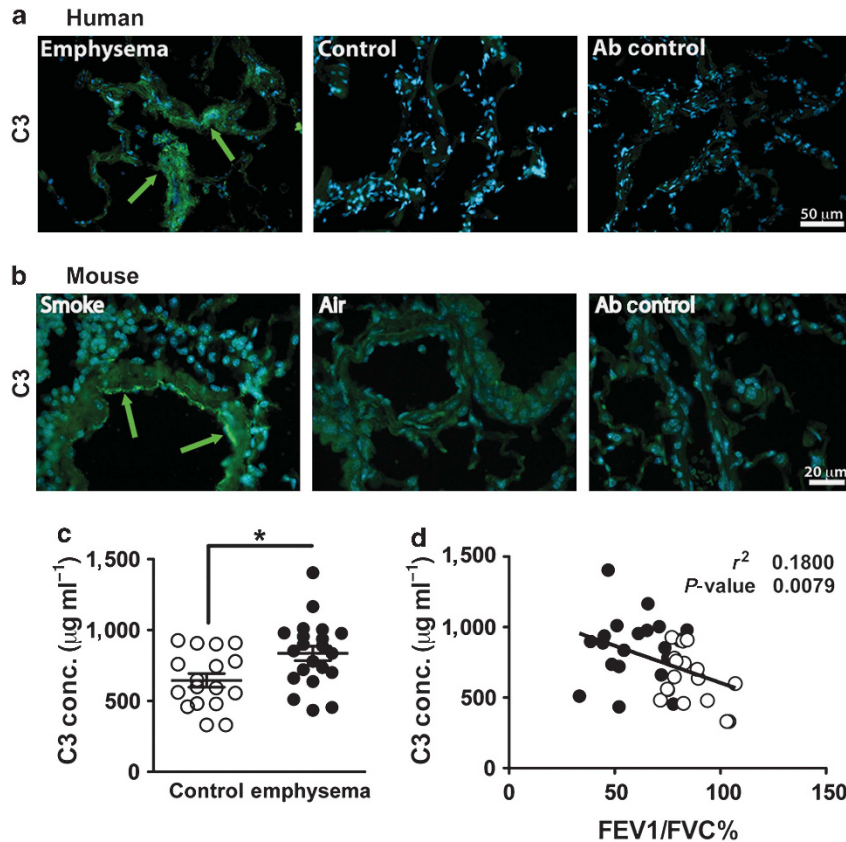 a Human
Emphysema
Control
Ab control
C3
50 μm
b Mouse
Smoke
Air
Ab control
C3
20 μm
c
*
C3 conc. (μg ml⁻¹)
1,500
1,000
500
0
Control emphysema
d
r² 0.1800
P-value 0.0079
C3 conc. (μg ml⁻¹)
1,500
1,000
500
0
0 50 100 150
FEV1/FVC%